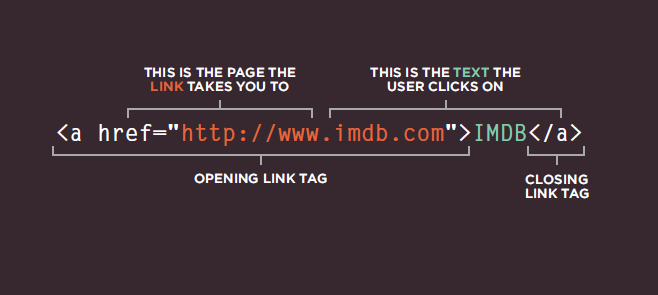 THIS IS THE PAGE THE
LINK TAKES YOU TO
THIS IS THE TEXT THE
USER CLICKS ON
<a href="http://www.imdb.com">IMDB</a>
OPENING LINK TAG
CLOSING
LINK TAG